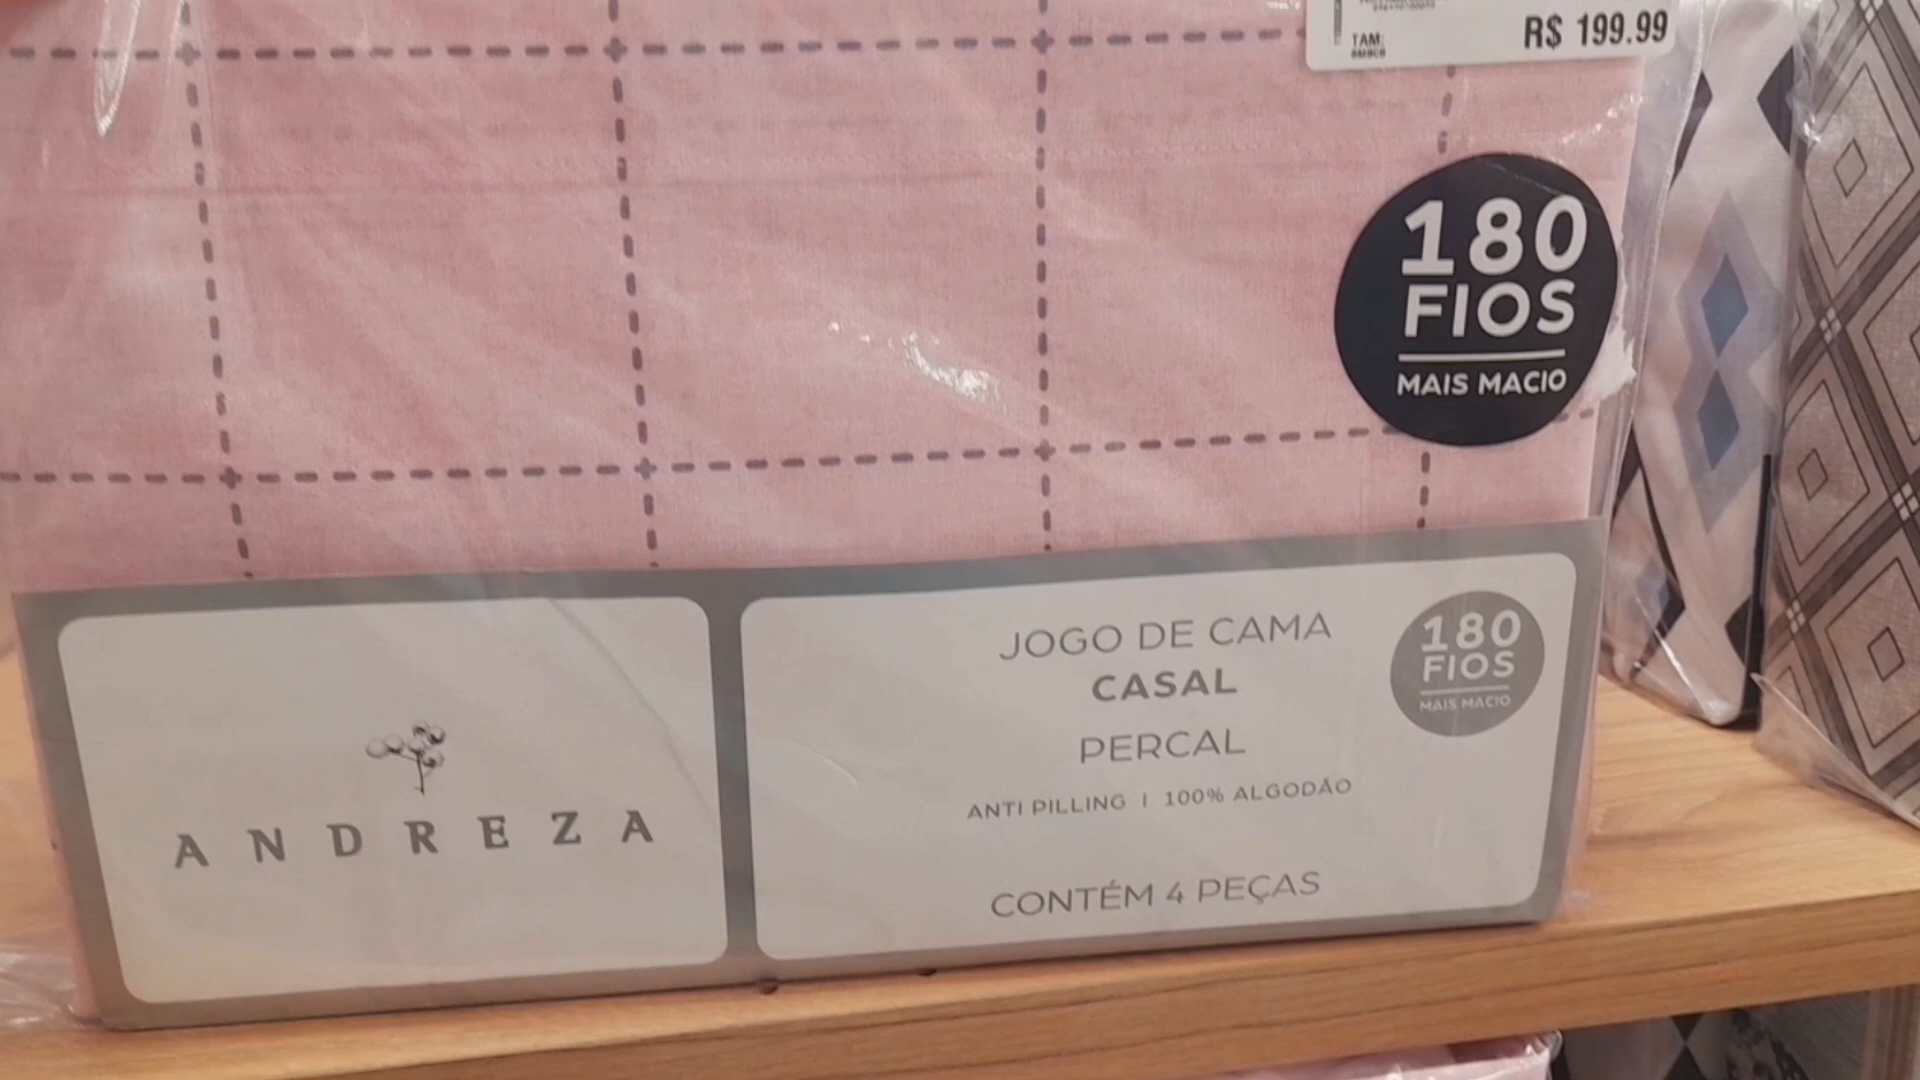 R$ 199.99
TAM:
180
FIOS
MAIS MACIO
JOGO DE CAMA
CASAL
PERCAL
ANTI PILLING | 100% ALGODÃO
CONTÉM 4 PEÇAS
180
FIOS
MAIS MACIO
ANDREZA